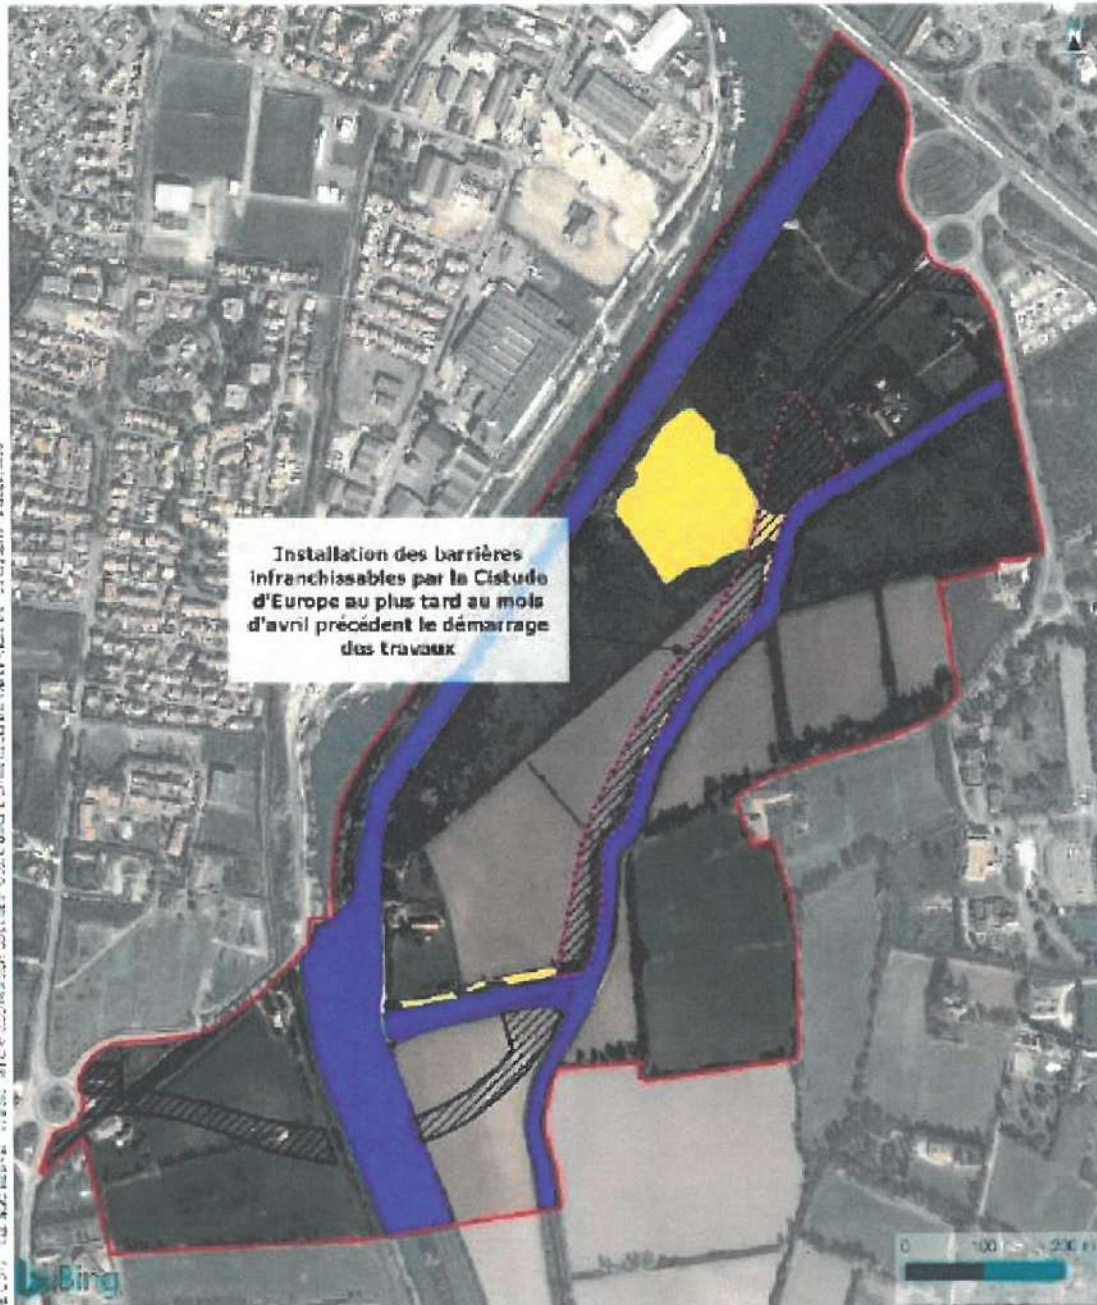 N
Installation des barrières
infranchissables par la Cistude
d'Europe au plus tard au mois
d'avril précédent le démarrage
des travaux
0 100 200 m
Bing